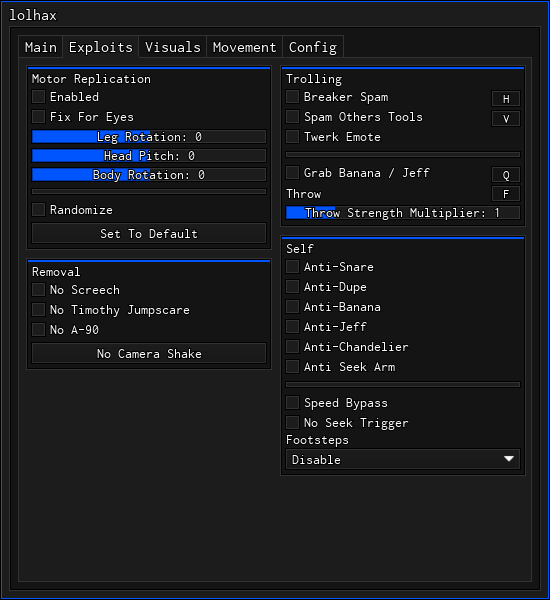 lolhax
Main Exploits Visuals Movement Config
Motor Replication
Enabled
Fix For Eyes
Leg Rotation: 0
Head Pitch: 0
Body Rotation: 0
Randomize
Set To Default
Removal
No Screech
No Timothy Jumpscare
No A-90
No Camera Shake
Trolling
Breaker Spam H
Spam Others Tools V
Twerk Emote
Grab Banana / Jeff Q
Throw F
Throw Strength Multiplier: 1
Self
Anti-Snare
Anti-Dupe
Anti-Banana
Anti-Jeff
Anti-Chandelier
Anti Seek Arm
Speed Bypass
No Seek Trigger
Footsteps
Disable